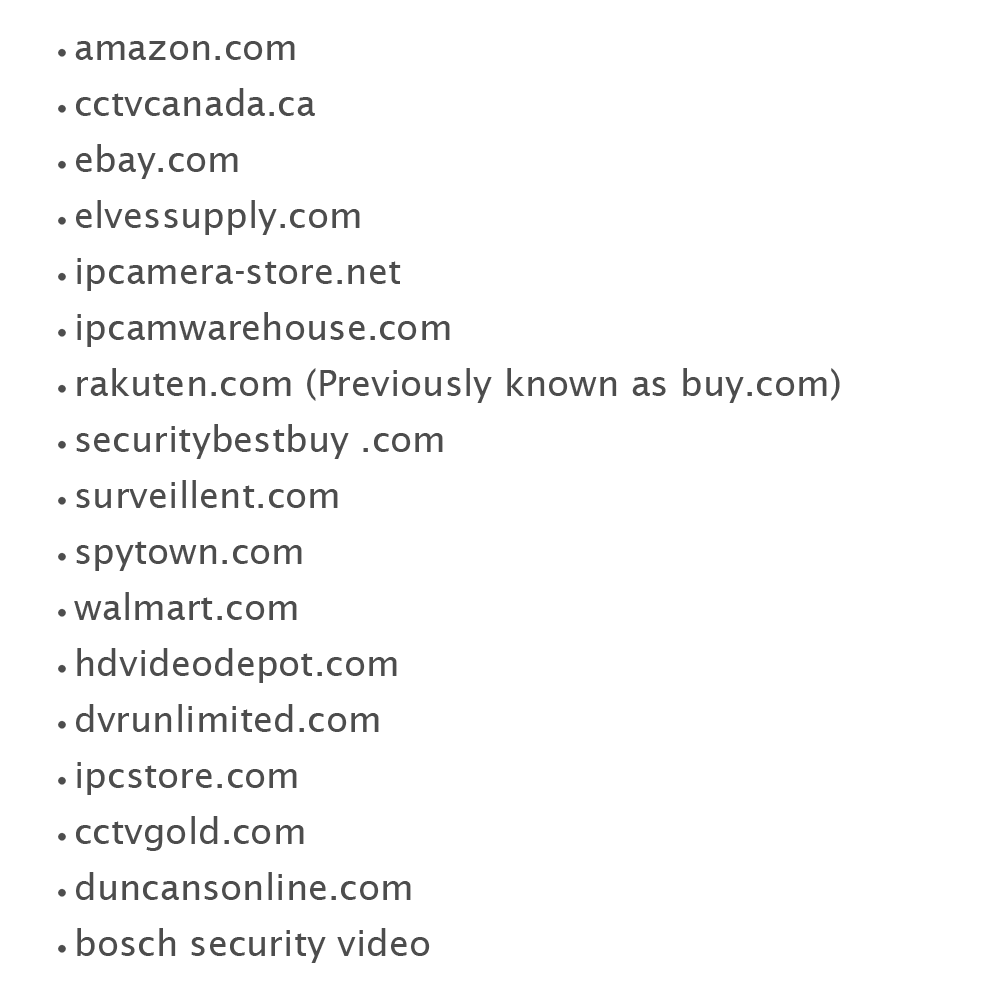 • amazon.com
• cctvcanada.ca
• ebay.com
• elvessupply.com
• ipcamera-store.net
• ipcamwarehouse.com
• rakuten.com (Previously known as buy.com)
• securitybestbuy .com
• surveillent.com
• spytown.com
• walmart.com
• hdvideodepot.com
• dvrunlimited.com
• ipcstore.com
• cctvgold.com
• duncansonline.com
• bosch security video